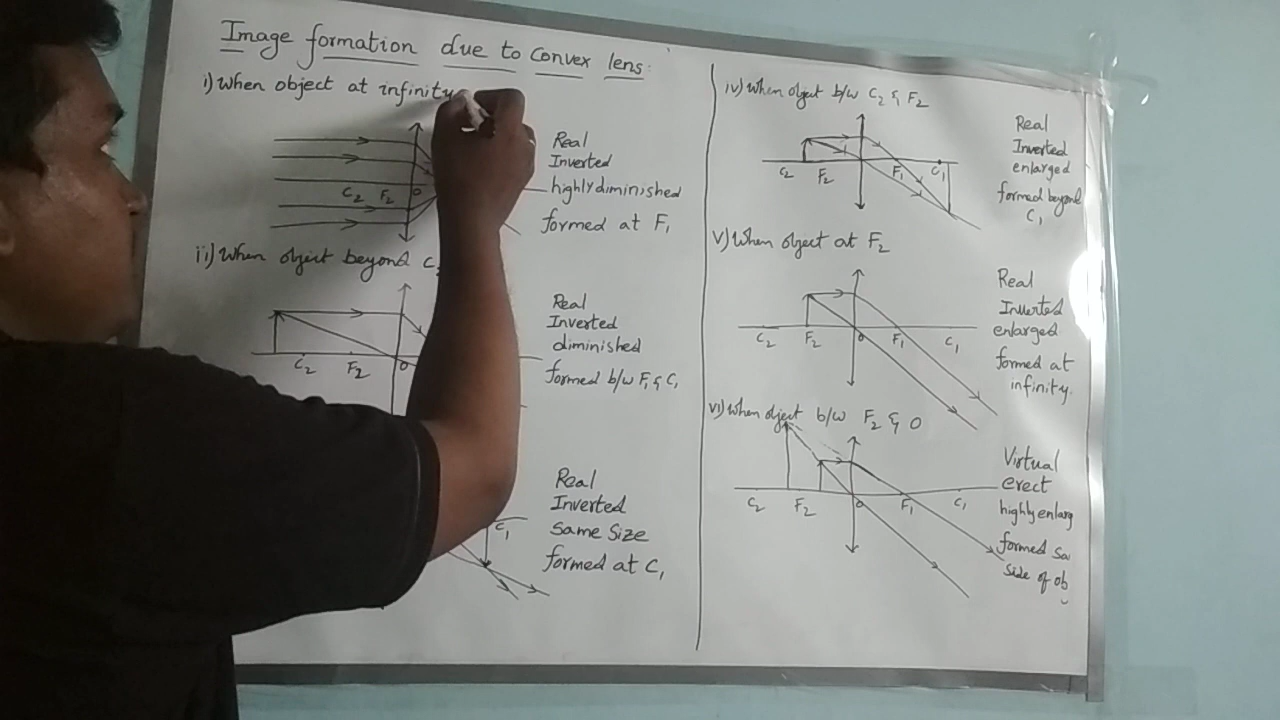 Image formation due to convex lens:
i) When object at infinity
Real
Inverted
highly diminished
formed at F₁
C₂ F₂ O
ii) When object beyond C₂
Real
Inverted
diminished
formed b/w F₁ & C₁
C₂ F₂ O
Real
Inverted
Same Size
formed at C₁
C₁
iv) When object b/w C₂ & F₂
Real
Inverted
enlarged
formed beyond
C₁
C₂ F₂ F₁ C₁
v) When object at F₂
Real
Inverted
enlarged
formed at
infinity.
C₂ F₂ O F₁ C₁
vi) When object b/w F₂ & O
Virtual
erect
highly enlarg
formed Sa
side of ob
C₂ F₂ O F₁ C₁